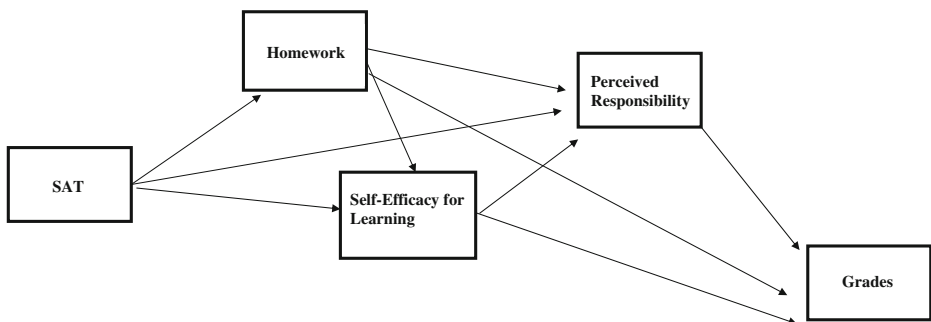 Homework
Perceived
Responsibility
SAT
Self-Efficacy for
Learning
Grades